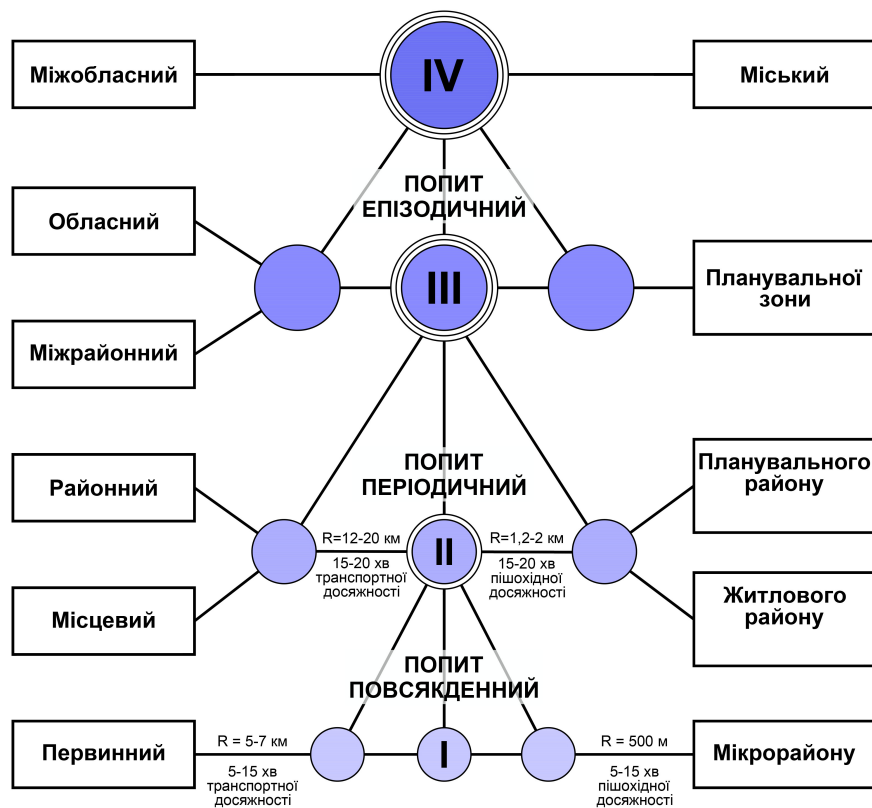 Міжобласний
IV
Міський
ПОПИТ
ЕПІЗОДИЧНИЙ
Обласний
III
Планувальної
зони
Міжрайонний
ПОПИТ
ПЕРІОДИЧНИЙ
Планувального
району
Районний
R=12-20 км
15-20 хв
транспортної
досяжності
II
R=1,2-2 км
15-20 хв
пішохідної
досяжності
Місцевий
Житлового
району
ПОПИТ
ПОВСЯКДЕННИЙ
Первинний
R = 5-7 км
5-15 хв
транспортної
досяжності
I
R = 500 м
5-15 хв
пішохідної
досяжності
Мікрорайону